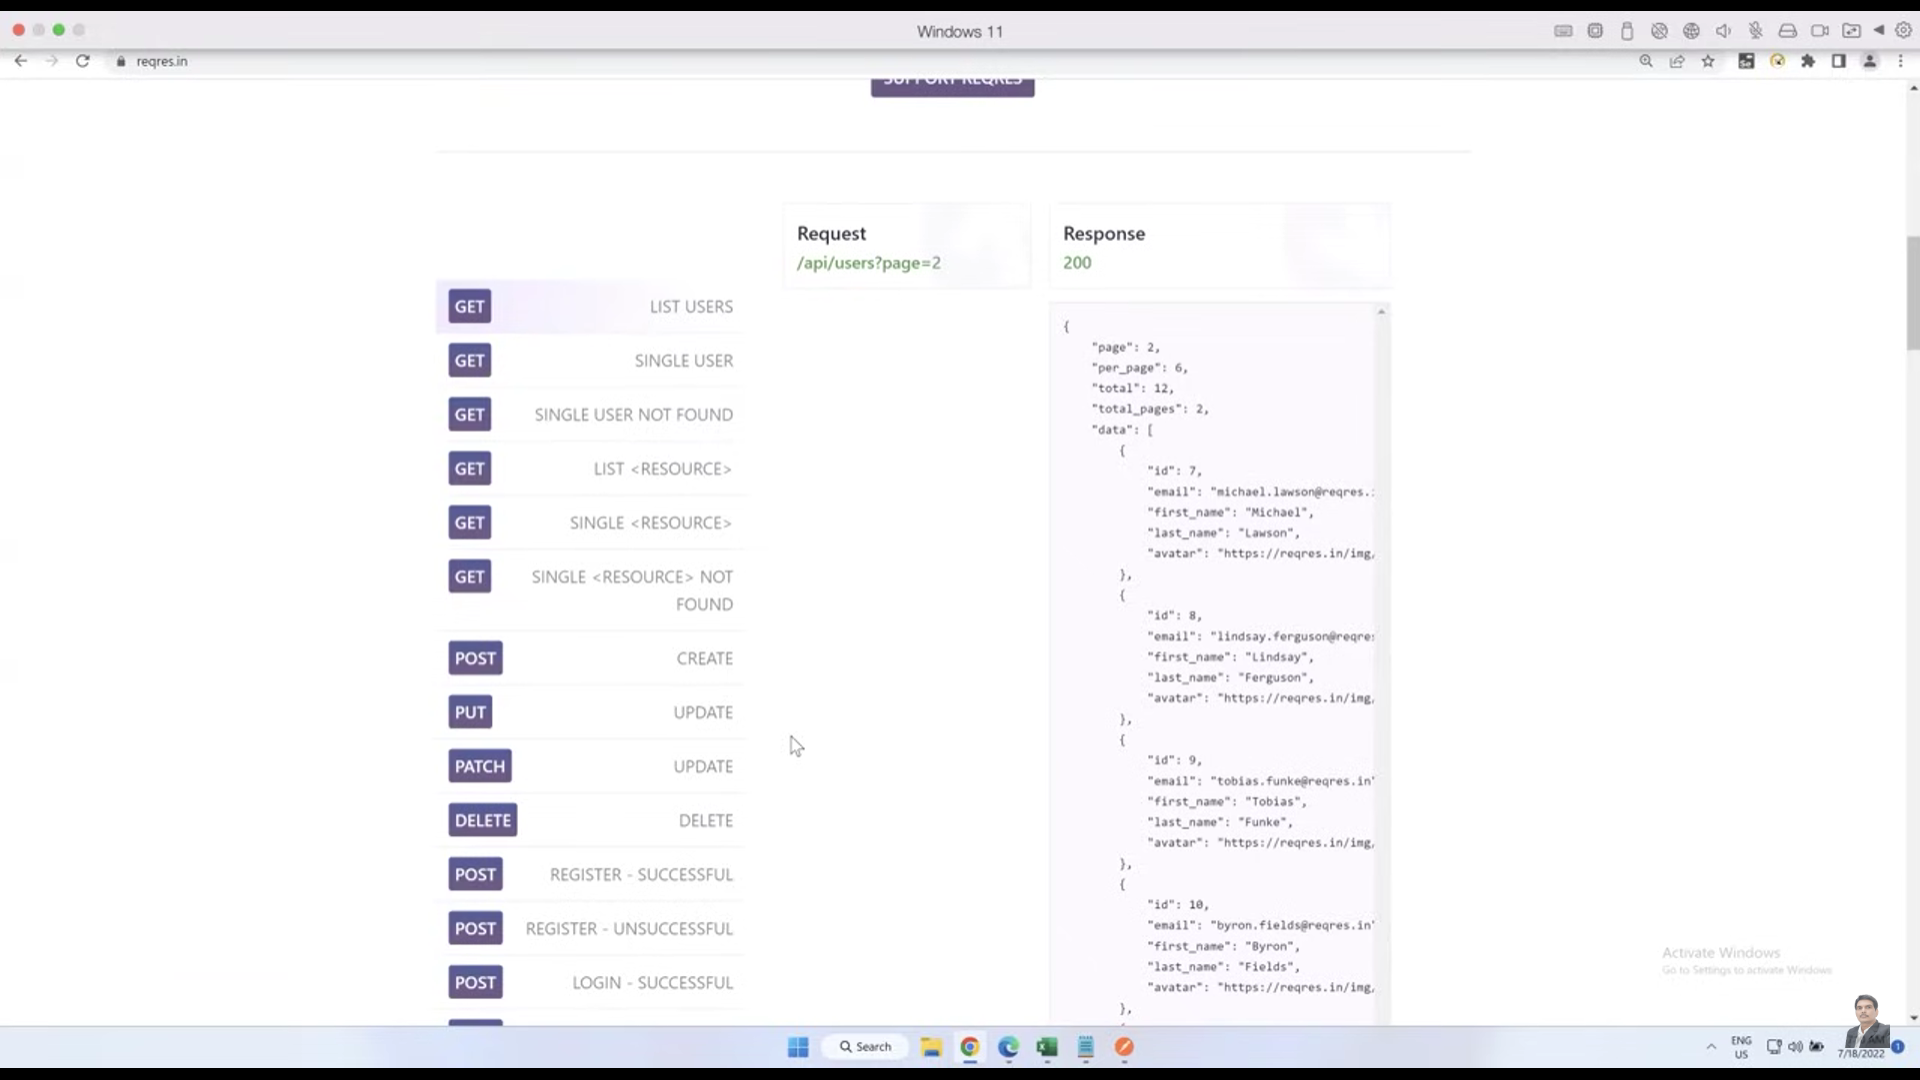 Windows 11
reqres.in
SUPPORT REQRES
Request
/api/users?page=2
Response
200
GET LIST USERS
GET SINGLE USER
GET SINGLE USER NOT FOUND
GET LIST <RESOURCE>
GET SINGLE <RESOURCE>
GET SINGLE <RESOURCE> NOT
FOUND
POST CREATE
PUT UPDATE
PATCH UPDATE
DELETE DELETE
POST REGISTER - SUCCESSFUL
POST REGISTER - UNSUCCESSFUL
POST LOGIN - SUCCESSFUL
{
"page": 2,
"per_page": 6,
"total": 12,
"total_pages": 2,
"data": [
{
"id": 7,
"email": "michael.lawson@reqres.
"first_name": "Michael",
"last_name": "Lawson",
"avatar": "https://reqres.in/img/
},
{
"id": 8,
"email": "lindsay.ferguson@reqres
"first_name": "Lindsay",
"last_name": "Ferguson",
"avatar": "https://reqres.in/img/
},
{
"id": 9,
"email": "tobias.funke@reqres.in"
"first_name": "Tobias",
"last_name": "Funke",
"avatar": "https://reqres.in/img/
},
{
"id": 10,
"email": "byron.fields@reqres.in"
"first_name": "Byron",
"last_name": "Fields",
"avatar": "https://reqres.in/img/
},
Activate Windows
Go to Settings to activate Windows
Search
ENG
US
AM
7/18/2022
1